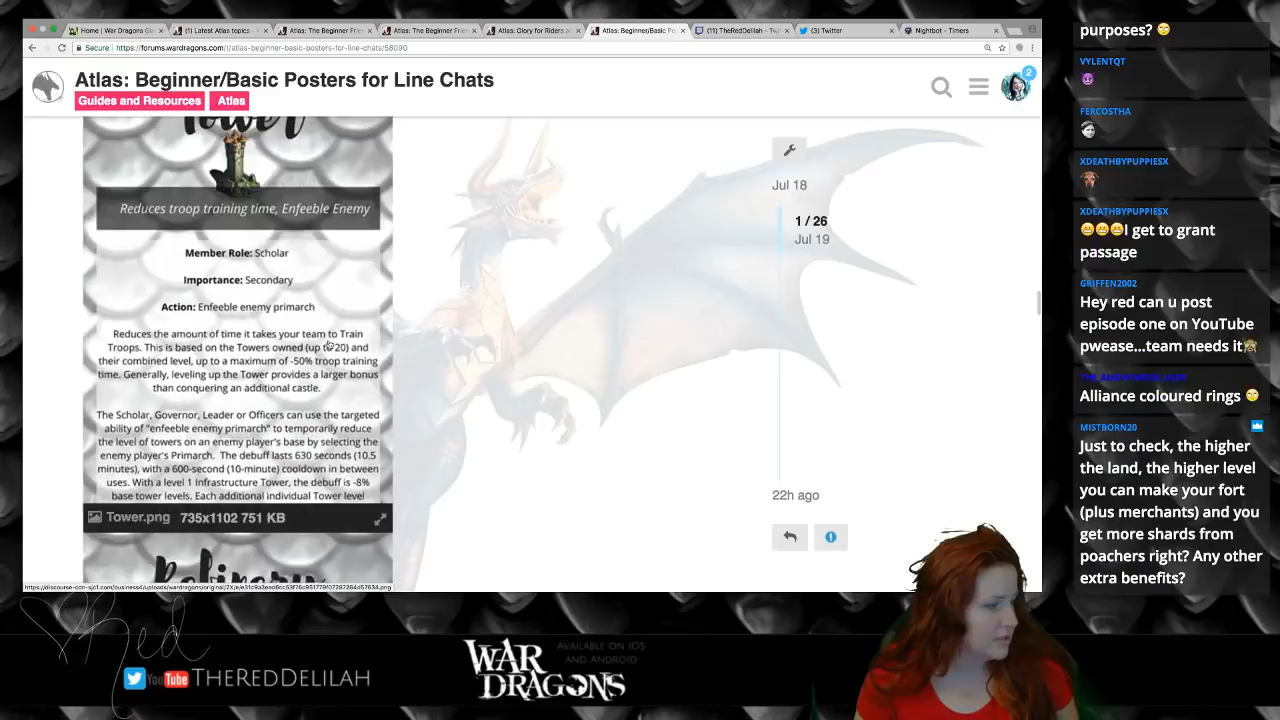 Home | War Dragons Ge
(1) Latest Atlas topics
Atlas: The Beginner Frie
Atlas: The Beginner Frie
Atlas: Glory for Riders an
Atlas: Beginner/Basic Po
(11) TheRedDelilah - Twi
(3) Twitter
Nightbot - Timers
Secure | https://forums.wardragons.com/t/atlas-beginner-basic-posters-for-line-chats/58090
Atlas: Beginner/Basic Posters for Line Chats
Guides and Resources
Atlas
2
Tower
Reduces troop training time, Enfeeble Enemy
Member Role: Scholar
Importance: Secondary
Action: Enfeeble enemy primarch
Reduces the amount of time it takes your team to Train
Troops. This is based on the Towers owned (up to 20) and
their combined level, up to a maximum of -50% troop training
time. Generally, leveling up the Tower provides a larger bonus
than conquering an additional castle.
The Scholar, Governor, Leader or Officers can use the targeted
ability of "enfeeble enemy primarch" to temporarily reduce
the level of towers on an enemy player's base by selecting the
enemy player's Primarch. The debuff lasts 630 seconds (10.5
minutes), with a 600-second (10-minute) cooldown in between
uses. With a level 1 Infrastructure Tower, the debuff is -8%
base tower levels. Each additional individual Tower level
Tower.png 735x1102 751 KB
Jul 18
1 / 26
Jul 19
22h ago
purposes?
VYLENTQT
FERCOSTHA
XDEATHBYPUPPIESX
XDEATHBYPUPPIESX
I get to grant
passage
GRIFFEN2002
Hey red can u post
episode one on YouTube
pwease...team needs it
Alliance coloured rings
MISTBORN20
Just to check, the higher
the land, the higher level
you can make your fort
(plus merchants) and you
get more shards from
poachers right? Any other
extra benefits?
Red
YouTube
THEREDDELILAH
WAR
DRAGONS
AVAILABLE ON IOS
AND ANDROID